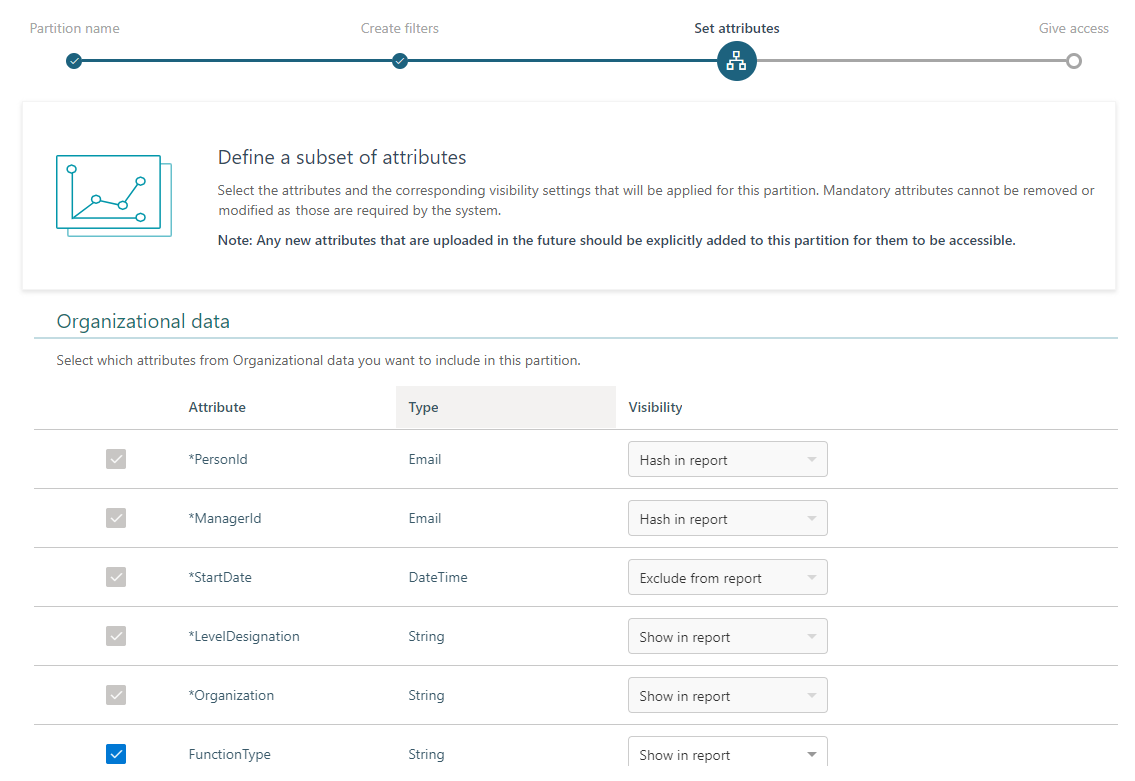 Partition name
Create filters
Set attributes
Give access
Define a subset of attributes
Select the attributes and the corresponding visibility settings that will be applied for this partition. Mandatory attributes cannot be removed or
modified as those are required by the system.
Note: Any new attributes that are uploaded in the future should be explicitly added to this partition for them to be accessible.
Organizational data
Select which attributes from Organizational data you want to include in this partition.
Attribute Type Visibility
*PersonId Email Hash in report
*ManagerId Email Hash in report
*StartDate DateTime Exclude from report
*LevelDesignation String Show in report
*Organization String Show in report
FunctionType String Show in report